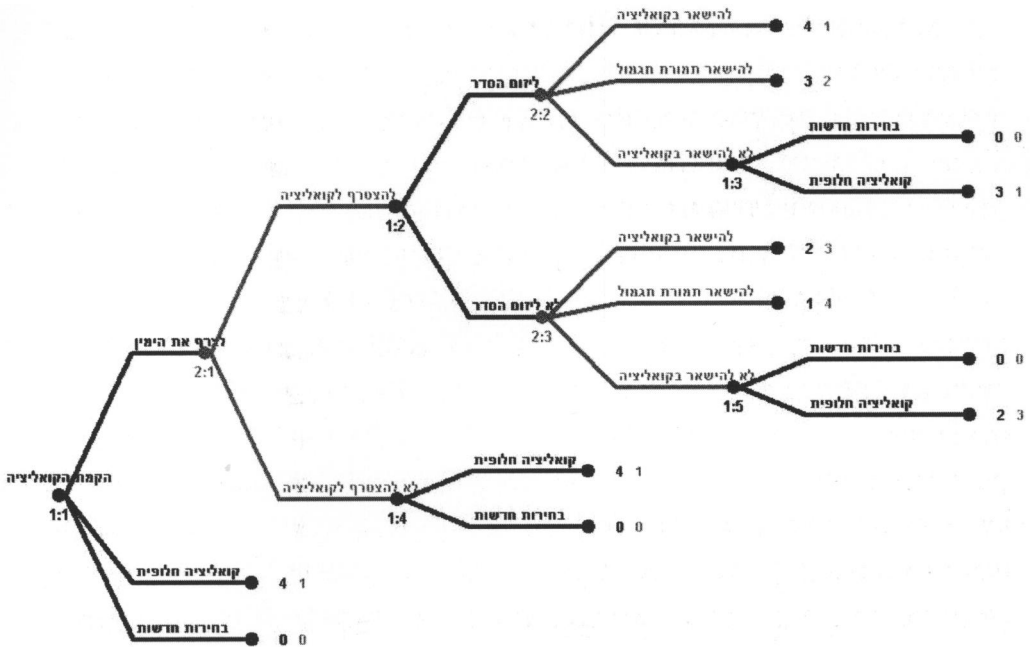 להישאר בקואליציה
4 1
להישאר תמורת תגמול
3 2
ליזום הסדר
2:2
בחירות חדשות
0 0
לא להישאר בקואליציה
1:3
קואליציה חלופית
3 1
להצטרף לקואליציה
1:2
להישאר בקואליציה
2 3
להישאר תמורת תגמול
1 4
לא ליזום הסדר
2:3
לצרף את הימין
2:1
בחירות חדשות
0 0
לא להישאר בקואליציה
1:5
קואליציה חלופית
2 3
קואליציה חלופית
4 1
הקמת הקואליציה
1:1
לא להצטרף לקואליציה
1:4
בחירות חדשות
0 0
קואליציה חלופית
4 1
בחירות חדשות
0 0